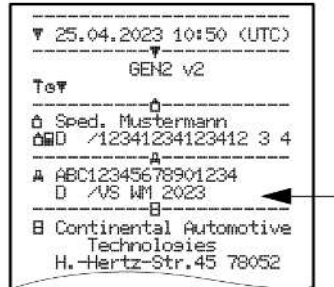 ▼ 25.04.2023 10:50 (UTC)
----------▼----------
GEN2 v2
T⊙▼
Sped. Mustermann
D /12341234123412 3 4
A ABC12345678901234
D /VS WM 2023
Continental Automotive
Technologies
H.-Hertz-Str.45 78052